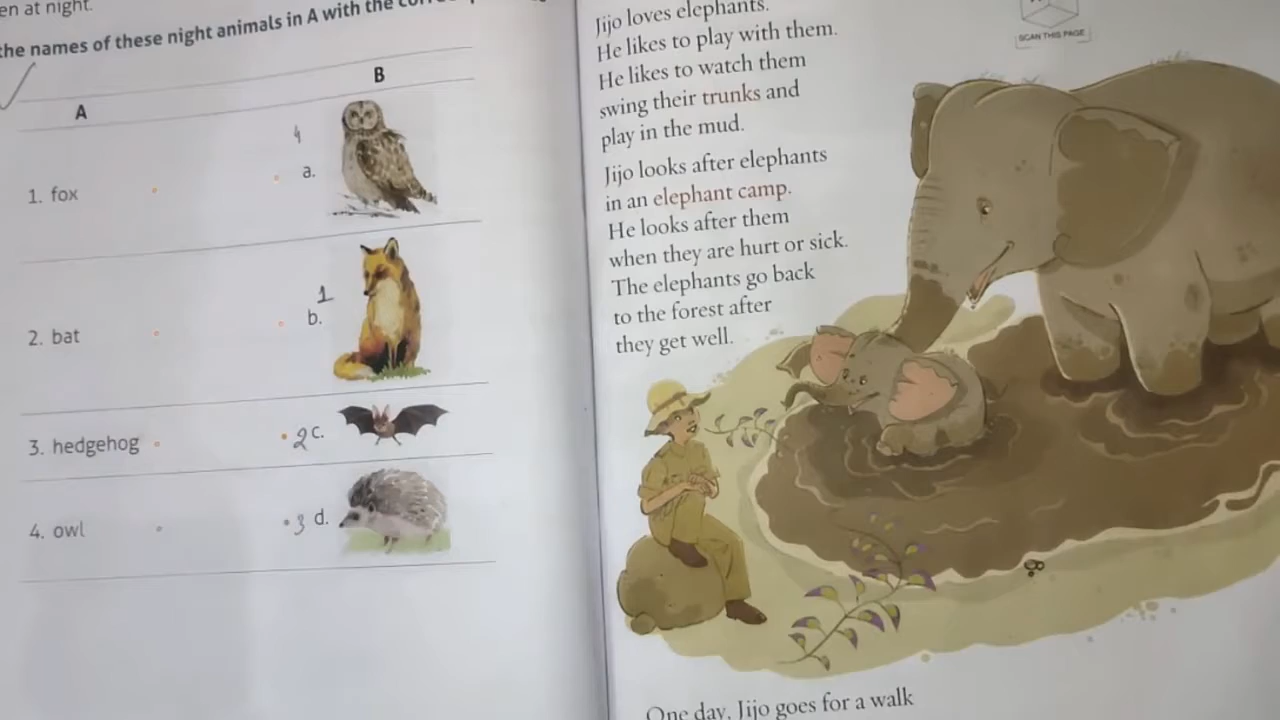 en at night.
the names of these night animals in A with the
A
B
4
1. fox
a.
1
2. bat
b.
3. hedgehog
2 c.
4. owl
3 d.
Jijo loves elephants.
He likes to play with them.
He likes to watch them
swing their trunks and
play in the mud.
Jijo looks after elephants
in an elephant camp.
He looks after them
when they are hurt or sick.
The elephants go back
to the forest after
they get well.
SCAN THIS PAGE
One day, Jijo goes for a walk